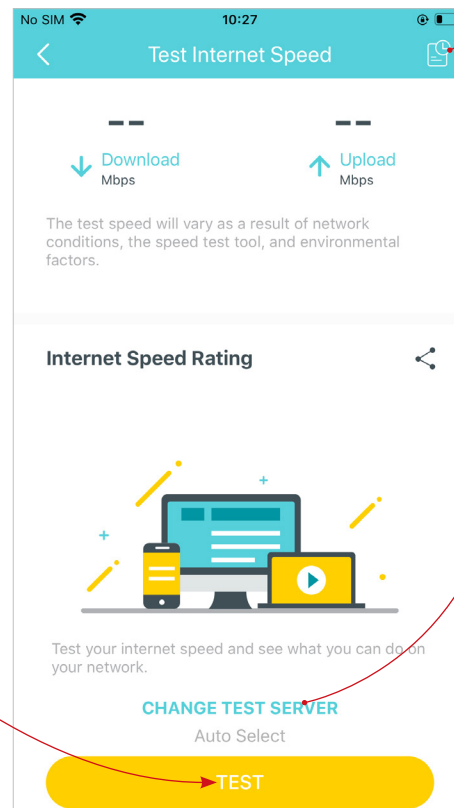 No SIM 10:27
Test Internet Speed
-- --
Download Upload
Mbps Mbps
The test speed will vary as a result of network
conditions, the speed test tool, and environmental
factors.
Internet Speed Rating
Test your internet speed and see what you can do on
your network.
CHANGE TEST SERVER
Auto Select
TEST